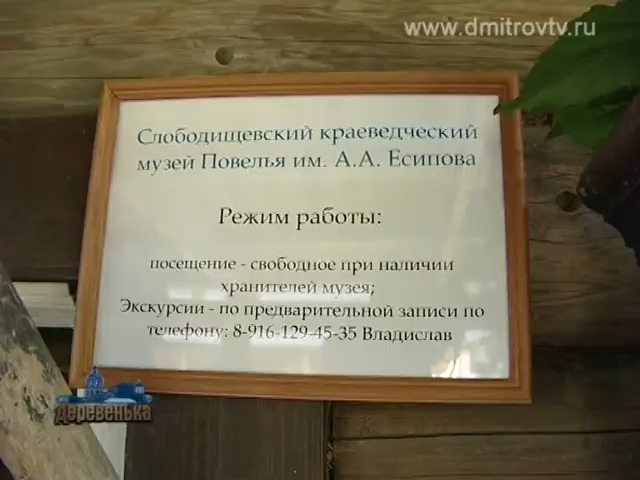 www.dmitrovtv.ru
Слободищевский краеведческий
музей Повелья им. А.А. Есипова
Режим работы:
посещение - свободное при наличии
хранителей музея;
Экскурсии - по предварительной записи по
телефону: 8-916-129-45-35 Владислав
деревенька